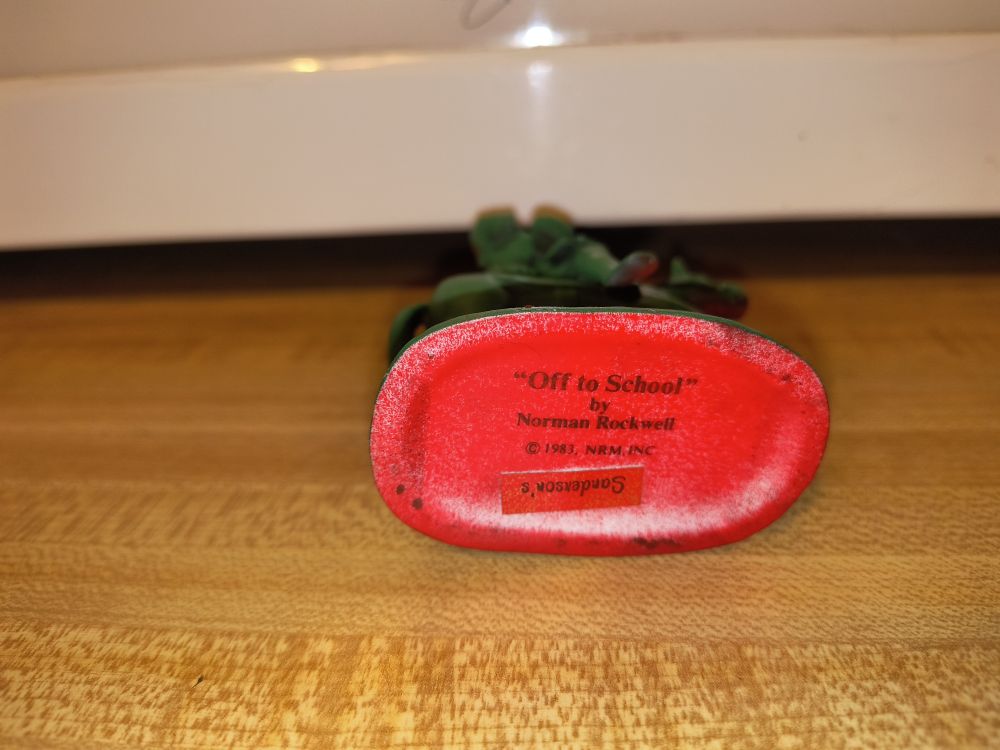 “Off to School”
by
Norman Rockwell
© 1983, NRM, INC
Sanderson's